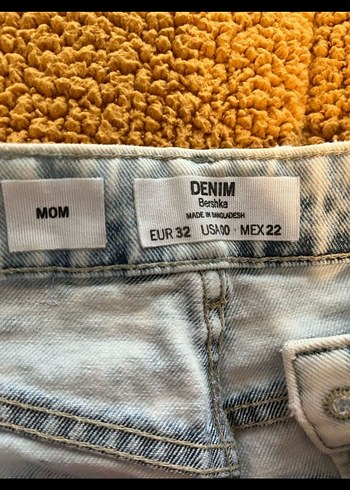 MOM
DENIM
Bershka
MADE IN BANGLADESH
EUR 32 USA00 · MEX 22